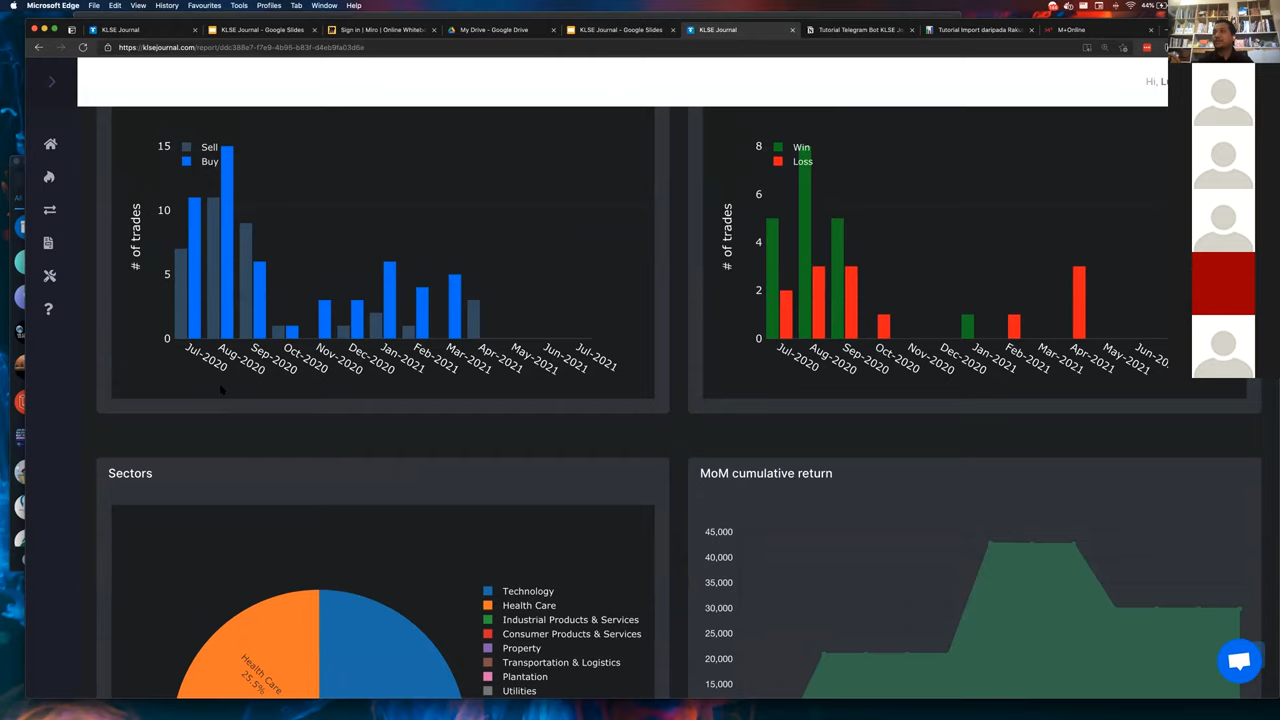 Microsoft Edge File Edit View History Favourites Tools Profiles Tab Window Help
44%
KLSE Journal
KLSE Journal - Google Slides
Sign in | Miro | Online Whiteb
My Drive - Google Drive
KLSE Journal - Google Slides
KLSE Journal
Tutorial Telegram Bot KLSE Jo
Tutorial Import daripada Raku
M+Online
https://klsejournal.com/report/ddc388e7-f7e9-4b95-b83f-d4eb9fa03d6e
Hi, L
Sell
Buy
# of trades
15
10
5
0
Jul-2020
Aug-2020
Sep-2020
Oct-2020
Nov-2020
Dec-2020
Jan-2021
Feb-2021
Mar-2021
Apr-2021
May-2021
Jun-2021
Jul-2021
Win
Loss
# of trades
8
6
4
2
0
Jul-2020
Aug-2020
Sep-2020
Oct-2020
Nov-2020
Dec-2020
Jan-2021
Feb-2021
Mar-2021
Apr-2021
May-2021
Jun-20
Sectors
Health Care
25.5%
Technology
Health Care
Industrial Products & Services
Consumer Products & Services
Property
Transportation & Logistics
Plantation
Utilities
MoM cumulative return
45,000
40,000
35,000
30,000
25,000
20,000
15,000